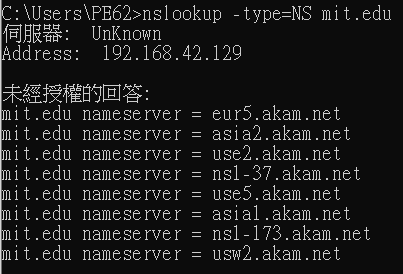 C:\Users\PE62>nslookup -type=NS mit.edu
伺服器:  UnKnown
Address:  192.168.42.129

未經授權的回答:
mit.edu nameserver = eur5.akam.net
mit.edu nameserver = asia2.akam.net
mit.edu nameserver = use2.akam.net
mit.edu nameserver = ns1-37.akam.net
mit.edu nameserver = use5.akam.net
mit.edu nameserver = asia1.akam.net
mit.edu nameserver = ns1-173.akam.net
mit.edu nameserver = usw2.akam.net